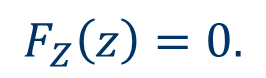 F_Z(z) = 0.